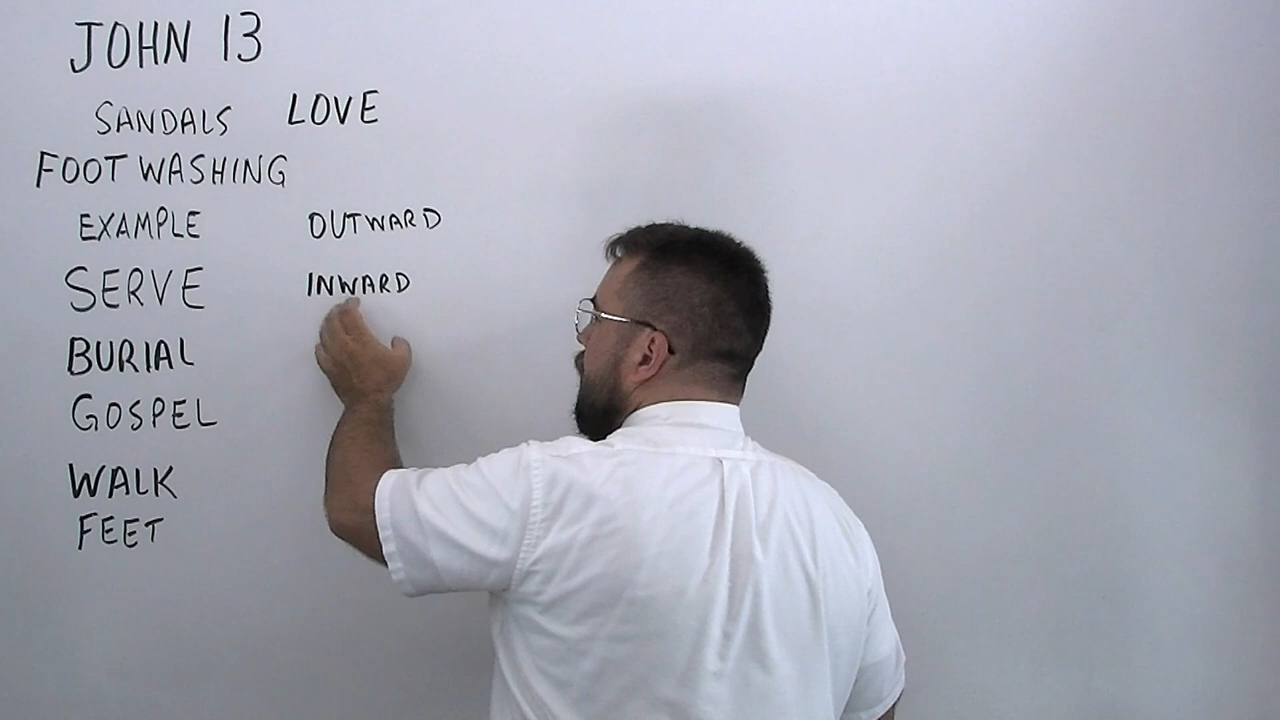 JOHN 13
SANDALS LOVE
FOOT WASHING
EXAMPLE OUTWARD
SERVE INWARD
BURIAL
GOSPEL
WALK
FEET